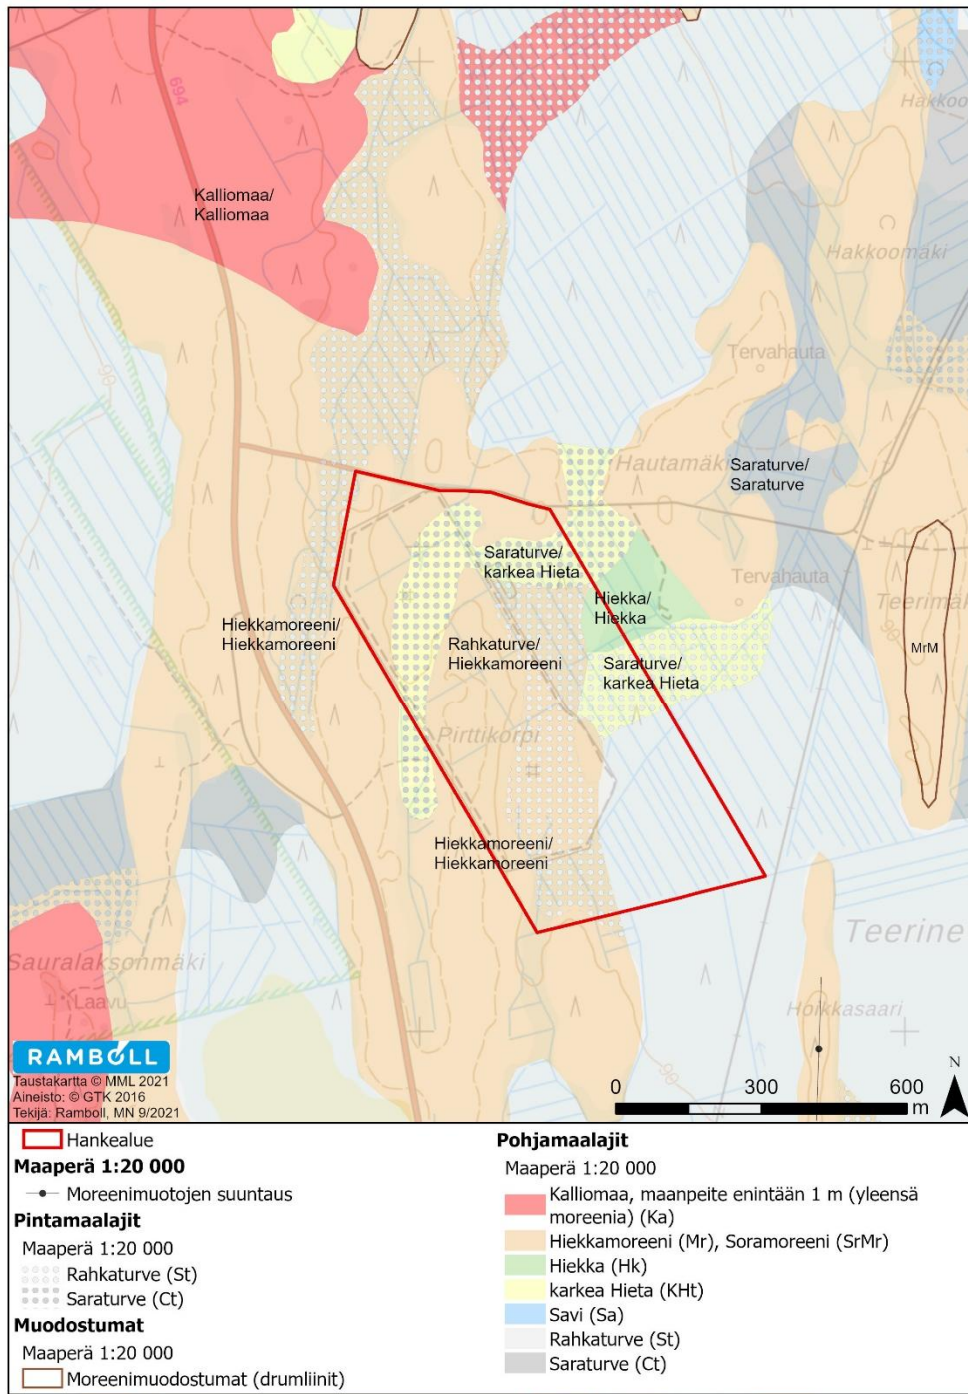 694
Hakkoo
Kalliomaa/
Kalliomaa
Hakkoomäki
90
Tervahauta
Hautamäki
Saraturve/
Saraturve
Saraturve/
karkea Hieta
Tervahauta
Hiekka/
Hiekka
Teerimäk
Hiekkamoreeni/
Hiekkamoreeni
Rahkaturve/
Hiekkamoreeni
MrM
Saraturve/
karkea Hieta
Pirttikorpi
Hiekkamoreeni/
Hiekkamoreeni
Teerine
Sauralaksonmäki
Laavu
Hoikkasaari
90
RAMBOLL
Taustakartta © MML 2021
Aineisto: © GTK 2016
Tekijä: Ramboll, MN 9/2021
0 300 600
m
N
Hankealue
Maaperä 1:20 000
Moreenimuotojen suuntaus
Pintamaalajit
Maaperä 1:20 000
Rahkaturve (St)
Saraturve (Ct)
Muodostumat
Maaperä 1:20 000
Moreenimuodostumat (drumliinit)
Pohjamaalajit
Maaperä 1:20 000
Kalliomaa, maanpeite enintään 1 m (yleensä
moreenia) (Ka)
Hiekkamoreeni (Mr), Soramoreeni (SrMr)
Hiekka (Hk)
karkea Hieta (KHt)
Savi (Sa)
Rahkaturve (St)
Saraturve (Ct)